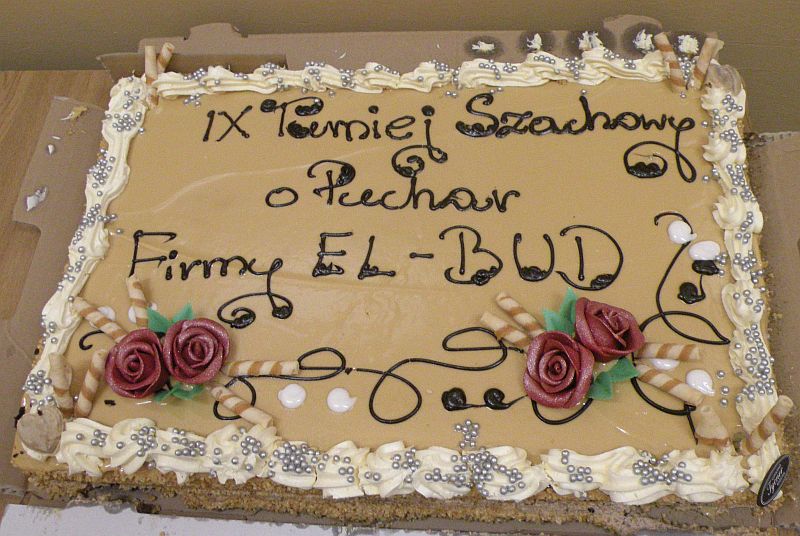 IX Turniej Szachowy
o Puchar
Firmy EL-BUD